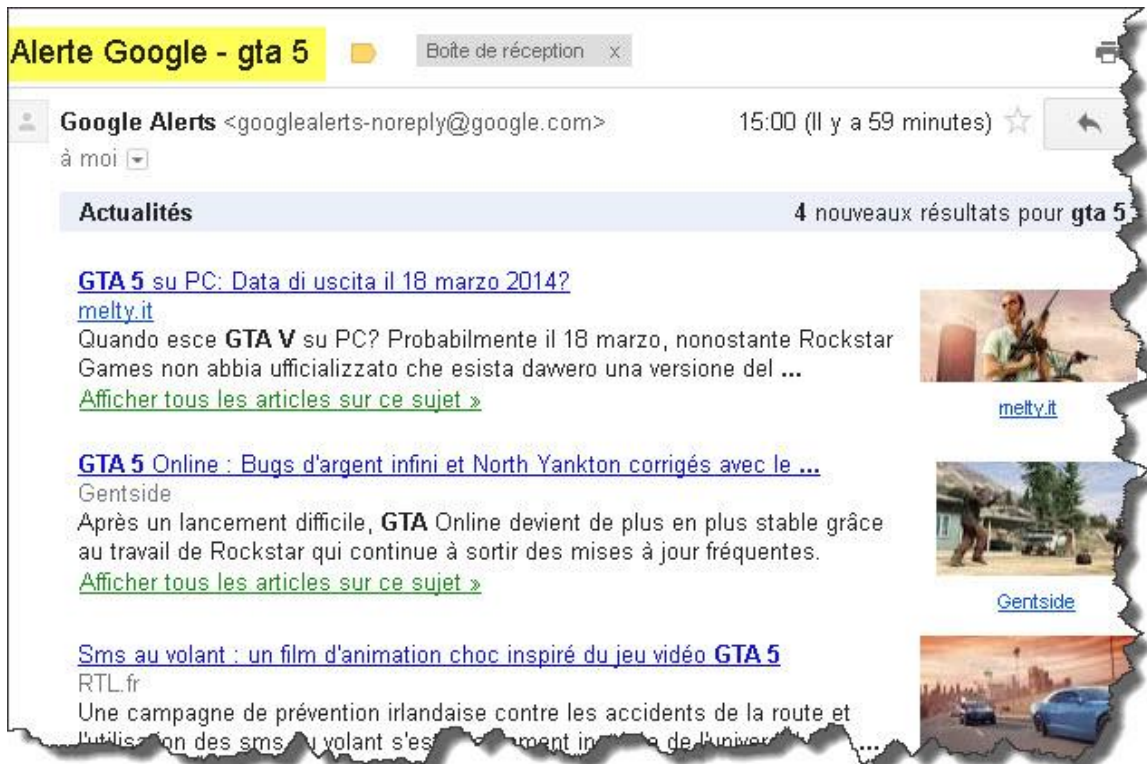 Alerte Google - gta 5
Boîte de réception x
Google Alerts <googlealerts-noreply@google.com> 15:00 (Il y a 59 minutes)
à moi
Actualités 4 nouveaux résultats pour gta 5
GTA 5 su PC: Data di uscita il 18 marzo 2014?
melty.it
Quando esce GTA V su PC? Probabilmente il 18 marzo, nonostante Rockstar
Games non abbia ufficializzato che esista davvero una versione del ...
Afficher tous les articles sur ce sujet »
melty.it
GTA 5 Online : Bugs d'argent infini et North Yankton corrigés avec le ...
Gentside
Après un lancement difficile, GTA Online devient de plus en plus stable grâce
au travail de Rockstar qui continue à sortir des mises à jour fréquentes.
Afficher tous les articles sur ce sujet »
Gentside
Sms au volant : un film d'animation choc inspiré du jeu vidéo GTA 5
RTL.fr
Une campagne de prévention irlandaise contre les accidents de la route et
l'utilisation des sms au volant s'est de ...